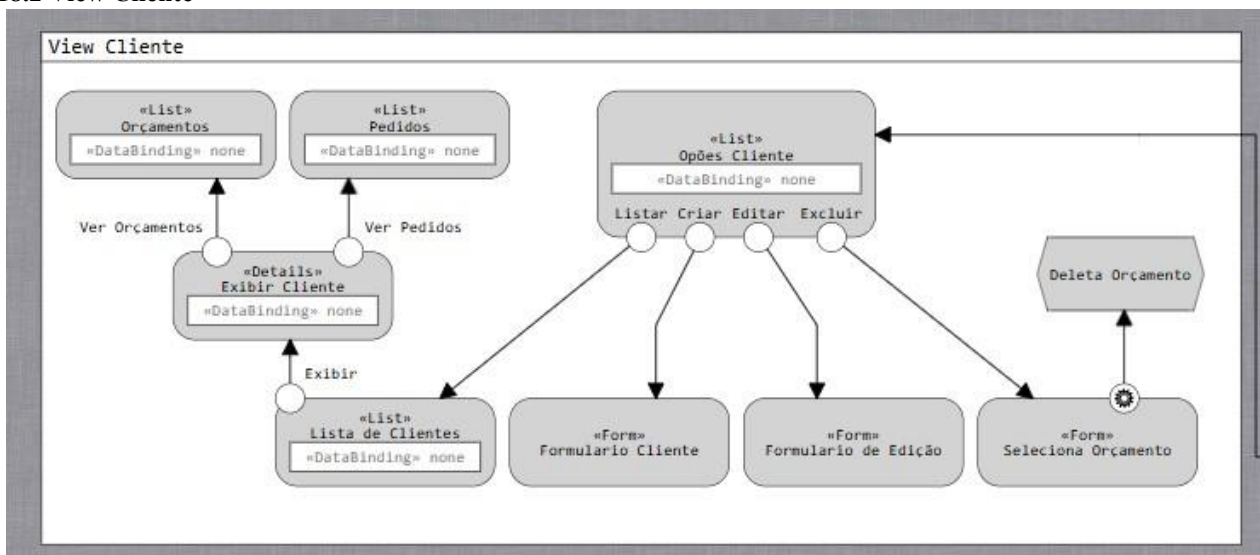 View Cliente
«List»
Orçamentos
«DataBinding» none
«List»
Pedidos
«DataBinding» none
«List»
Opões Cliente
«DataBinding» none
Listar Criar Editar Excluir
Ver Orçamentos
Ver Pedidos
«Details»
Exibir Cliente
«DataBinding» none
Deleta Orçamento
Exibir
«List»
Lista de Clientes
«DataBinding» none
«Form»
Formulario Cliente
«Form»
Formulario de Edição
«Form»
Seleciona Orçamento